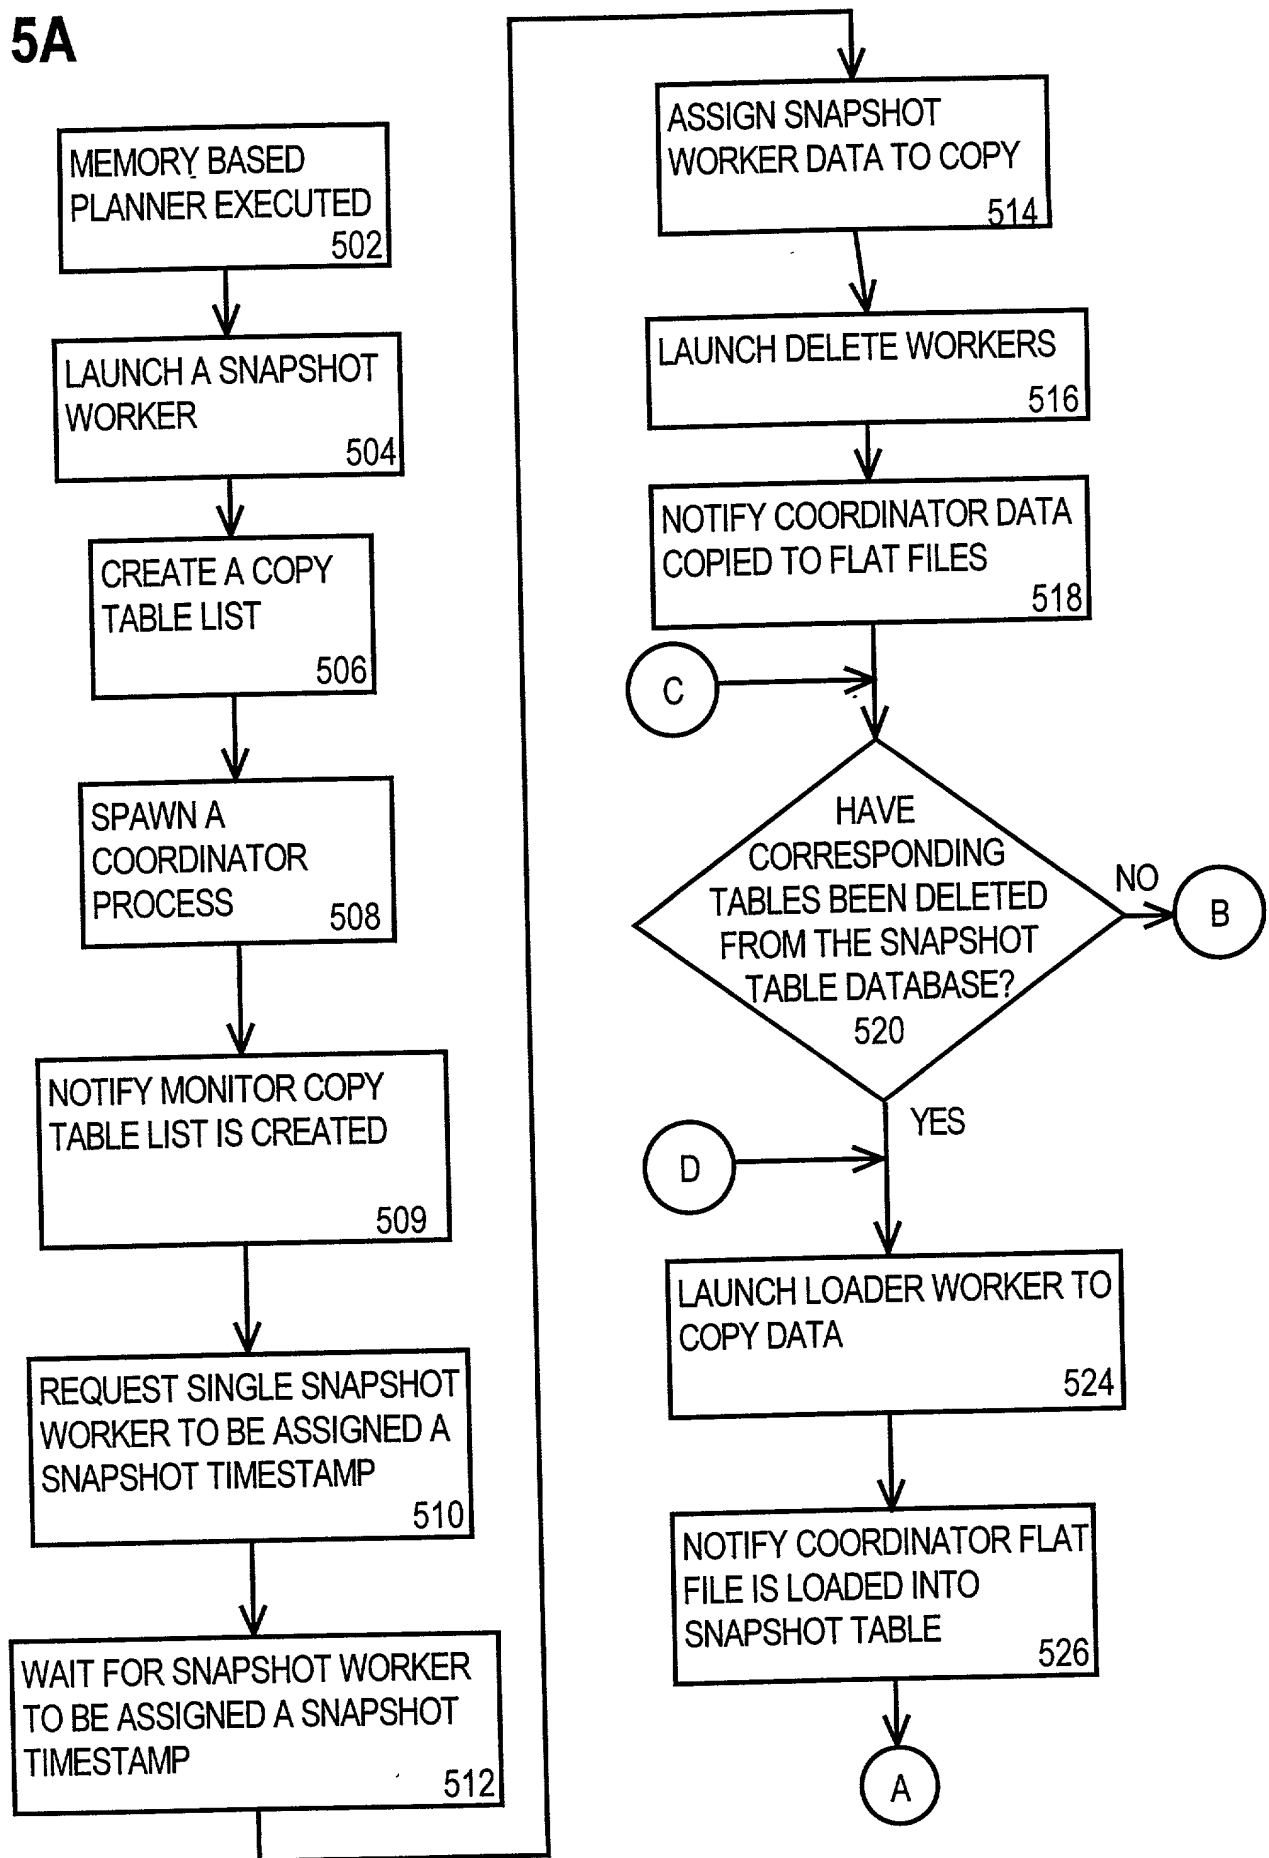 5A
MEMORY BASED
PLANNER EXECUTED
502
LAUNCH A SNAPSHOT
WORKER
504
CREATE A COPY
TABLE LIST
506
SPAWN A
COORDINATOR
PROCESS
508
NOTIFY MONITOR COPY
TABLE LIST IS CREATED
509
REQUEST SINGLE SNAPSHOT
WORKER TO BE ASSIGNED A
SNAPSHOT TIMESTAMP
510
WAIT FOR SNAPSHOT WORKER
TO BE ASSIGNED A SNAPSHOT
TIMESTAMP
512
ASSIGN SNAPSHOT
WORKER DATA TO COPY
514
LAUNCH DELETE WORKERS
516
NOTIFY COORDINATOR DATA
COPIED TO FLAT FILES
518
C
HAVE
CORRESPONDING
TABLES BEEN DELETED
FROM THE SNAPSHOT
TABLE DATABASE?
520
NO
B
YES
D
LAUNCH LOADER WORKER TO
COPY DATA
524
NOTIFY COORDINATOR FLAT
FILE IS LOADED INTO
SNAPSHOT TABLE
526
A